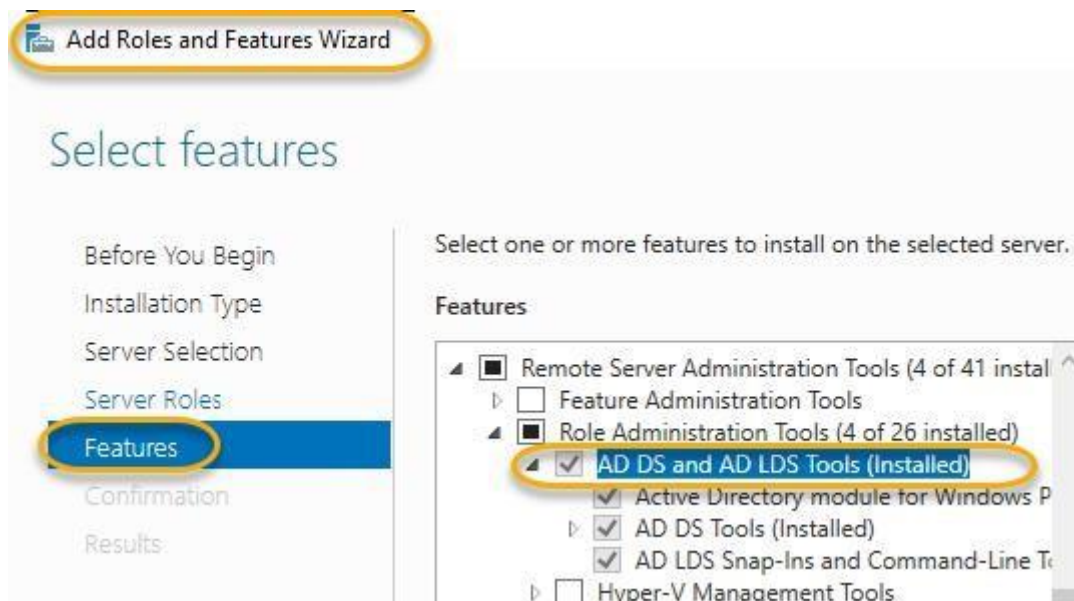 Add Roles and Features Wizard
Select features
Before You Begin
Installation Type
Server Selection
Server Roles
Features
Confirmation
Results
Select one or more features to install on the selected server.
Features
Remote Server Administration Tools (4 of 41 instal
Feature Administration Tools
Role Administration Tools (4 of 26 installed)
AD DS and AD LDS Tools (Installed)
Active Directory module for Windows P
AD DS Tools (Installed)
AD LDS Snap-Ins and Command-Line To
Hyper-V Management Tools